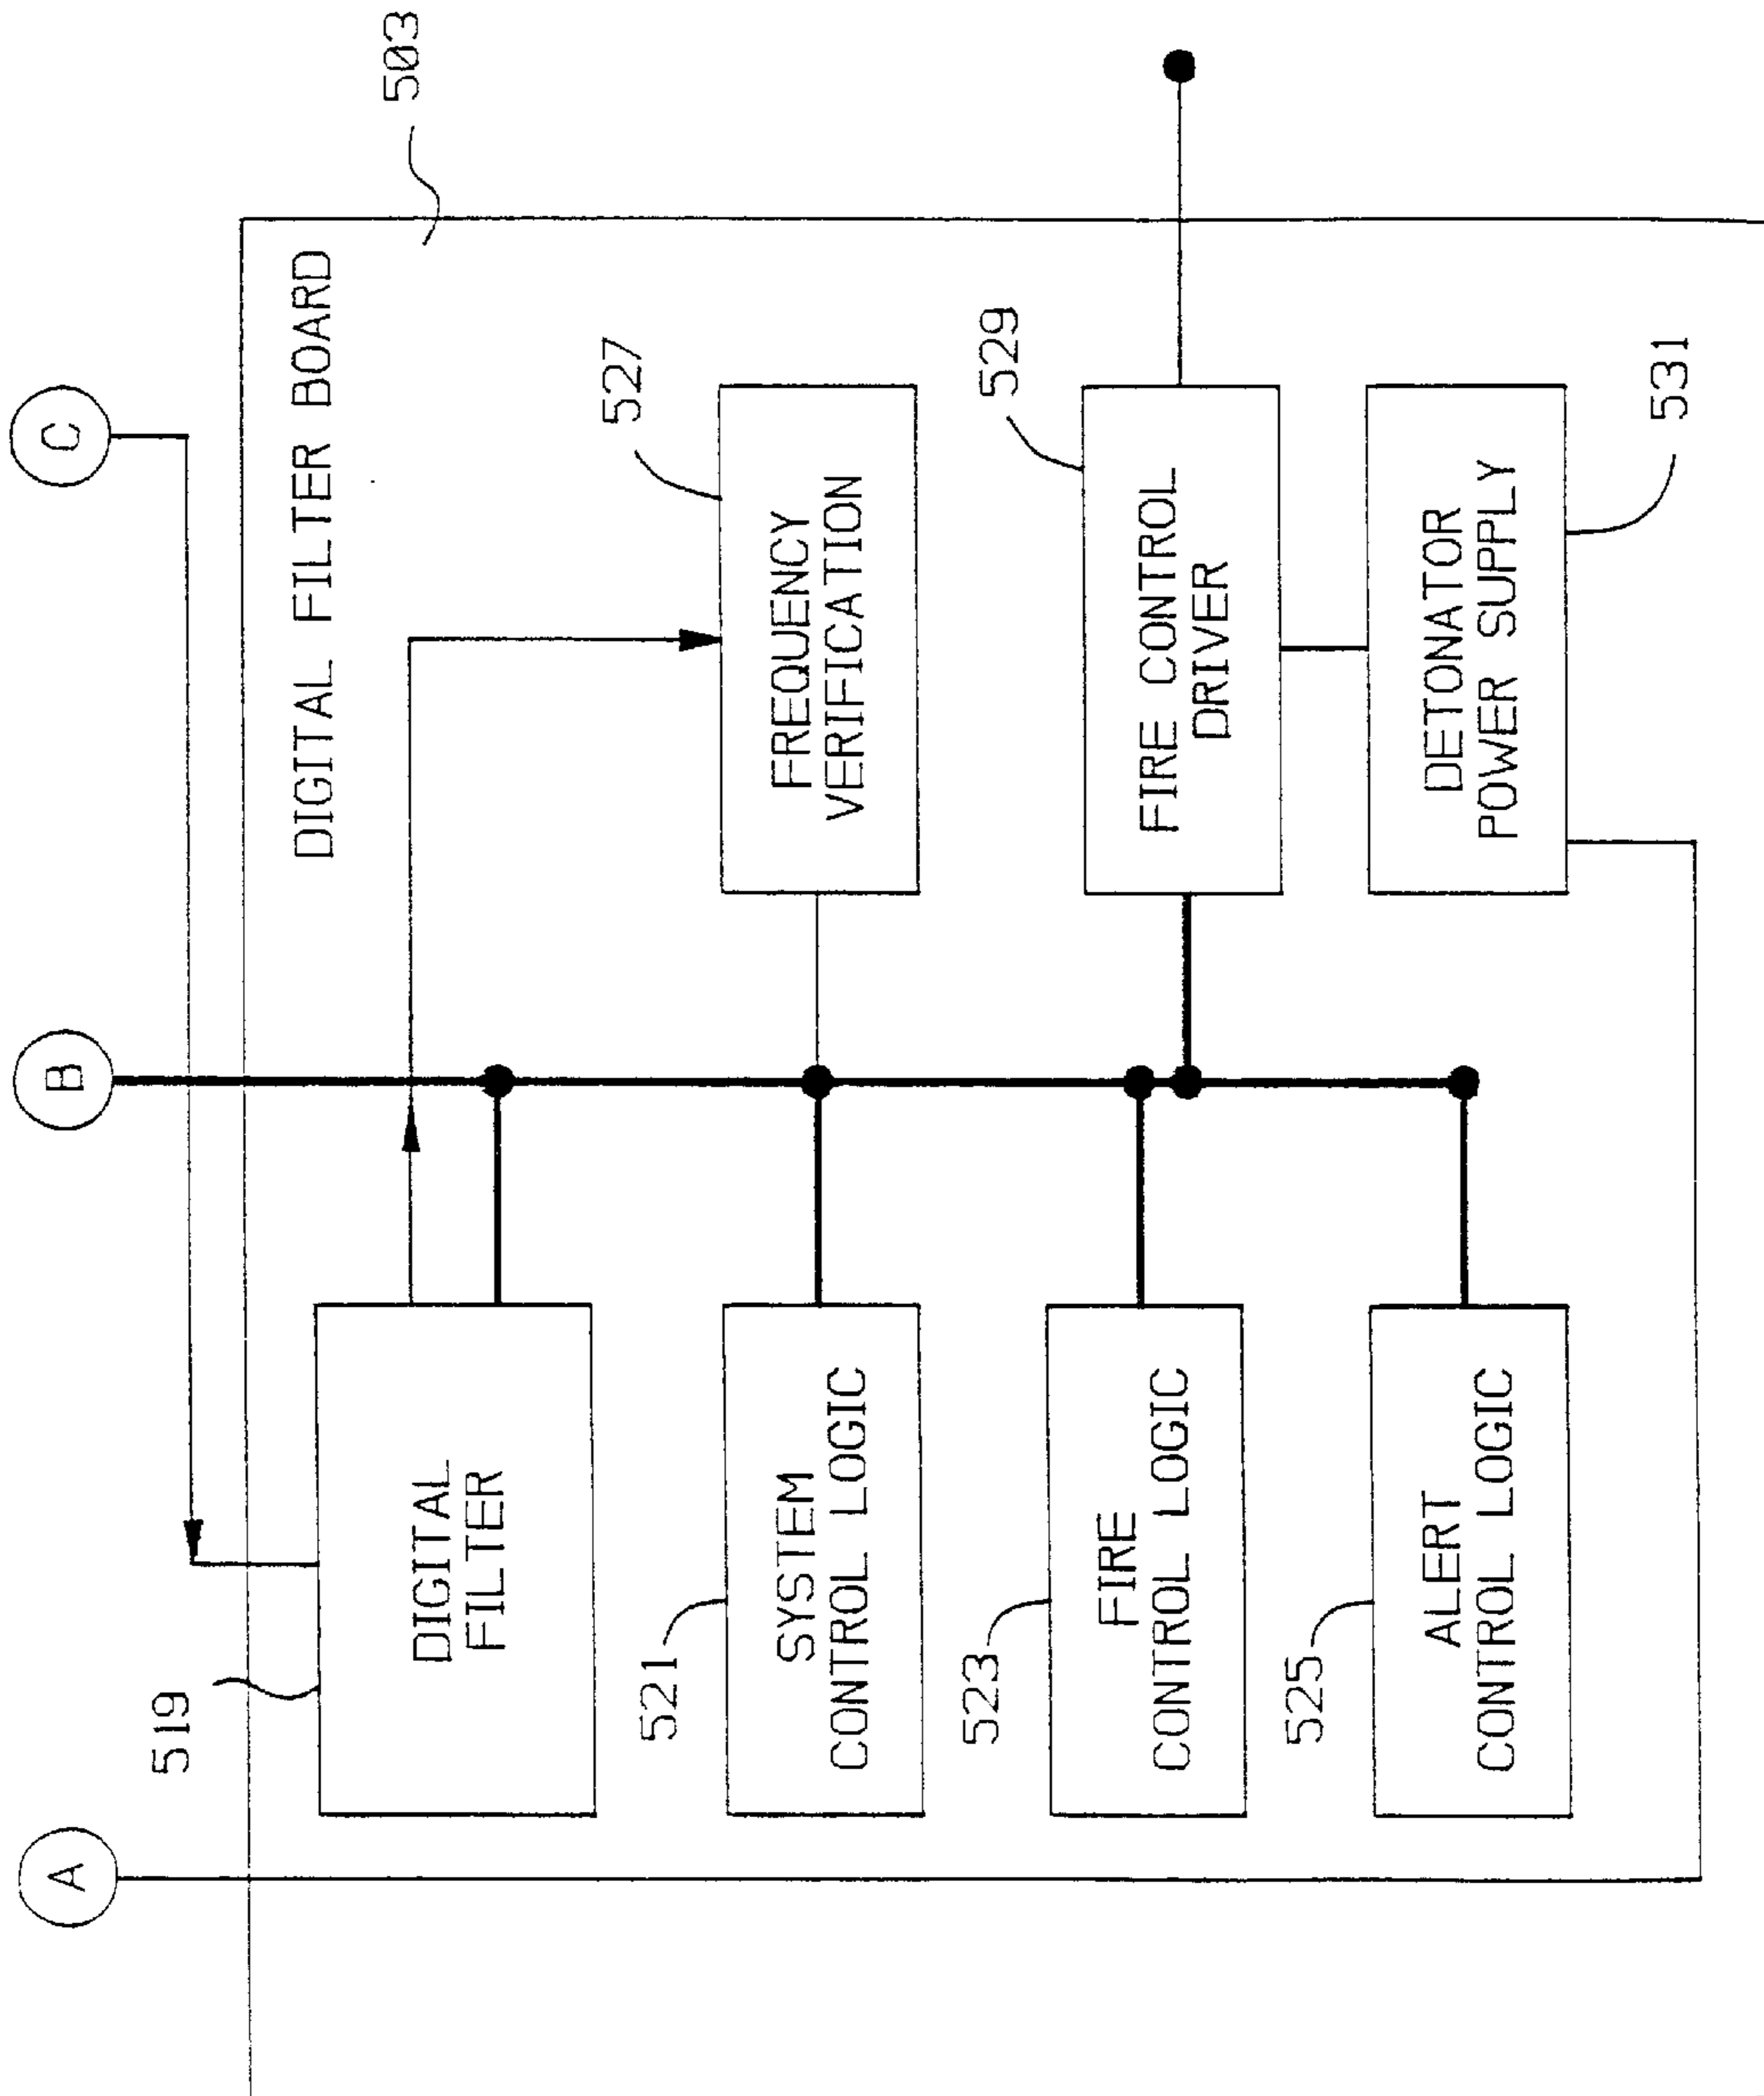 A
B
C
503
DIGITAL FILTER BOARD
519
DIGITAL
FILTER
521
SYSTEM
CONTROL LOGIC
527
FREQUENCY
VERIFICATION
523
FIRE
CONTROL LOGIC
529
FIRE CONTROL
DRIVER
525
ALERT
CONTROL LOGIC
DETONATOR
POWER SUPPLY
531